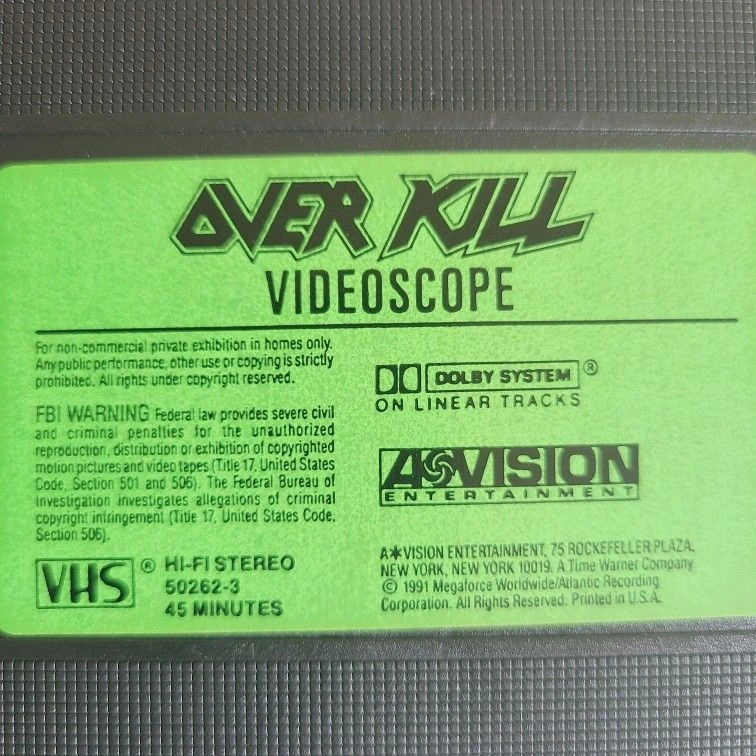 OVER KILL
VIDEOSCOPE
For non-commercial private exhibition in homes only.
Any public performance, other use or copying is strictly
prohibited. All rights under copyright reserved.
FBI WARNING Federal law provides severe civil
and criminal penalties for the unauthorized
reproduction, distribution or exhibition of copyrighted
motion pictures and video tapes (Title 17, United States
Code, Section 501 and 506). The Federal Bureau of
Investigation investigates allegations of criminal
copyright infringement (Title 17, United States Code,
Section 506).
VHS ® HI-FI STEREO
50262-3
45 MINUTES
DOLBY SYSTEM ®
ON LINEAR TRACKS
A*VISION
ENTERTAINMENT
A*VISION ENTERTAINMENT, 75 ROCKEFELLER PLAZA,
NEW YORK, NEW YORK 10019. A Time Warner Company
© 1991 Megaforce Worldwide/Atlantic Recording
Corporation. All Rights Reserved. Printed in U.S.A.